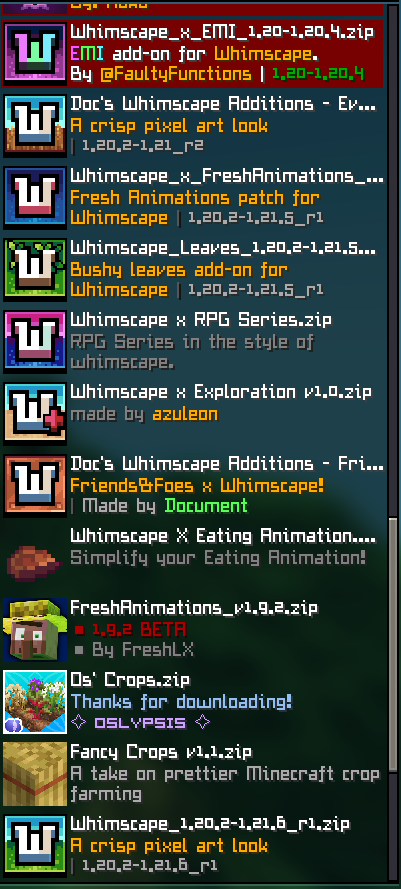 By: Moxo
Whimscape_x_EMI_1.20-1.20.4.zip
EMI add-on for Whimscape.
By @FaultyFunctions | 1.20-1.20.4
Doc's Whimscape Additions - Ev...
A crisp pixel art look
| 1.20.2-1.21_r2
Whimscape_x_FreshAnimations_...
Fresh Animations patch for
Whimscape | 1.20.2-1.21.5_r1
Whimscape_Leaves_1.20.2-1.21.5...
Bushy leaves add-on for
Whimscape | 1.20.2-1.21.5_r1
Whimscape x RPG Series.zip
RPG Series in the style of
whimscape.
Whimscape x Exploration v1.0.zip
made by azuleon
Doc's Whimscape Additions - Fri...
Friends&Foes x Whimscape!
| Made by Document
Whimscape X Eating Animation....
Simplify your Eating Animation!
FreshAnimations_v1.9.2.zip
■ 1.9.2 BETA
■ By FreshLX
Os' Crops.zip
Thanks for downloading!
✧ OSLYPSIS ✧
Fancy Crops v1.1.zip
A take on prettier Minecraft crop
farming
Whimscape_1.20.2-1.21.6_r1.zip
A crisp pixel art look
| 1.20.2-1.21.6_r1